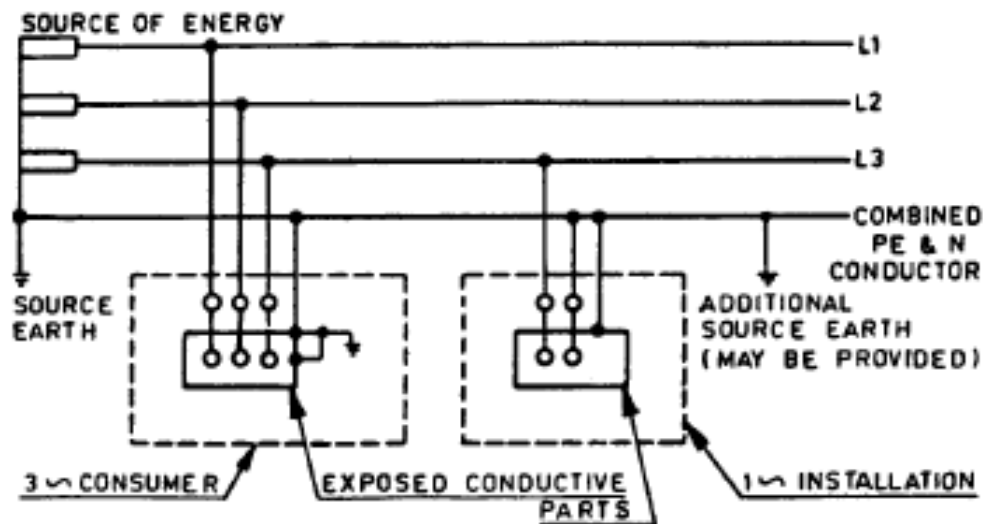 SOURCE OF ENERGY
L1
L2
L3
COMBINED
PE & N
CONDUCTOR
SOURCE
EARTH
ADDITIONAL
SOURCE EARTH
(MAY BE PROVIDED)
3 ~ CONSUMER
EXPOSED CONDUCTIVE
PARTS
1 ~ INSTALLATION